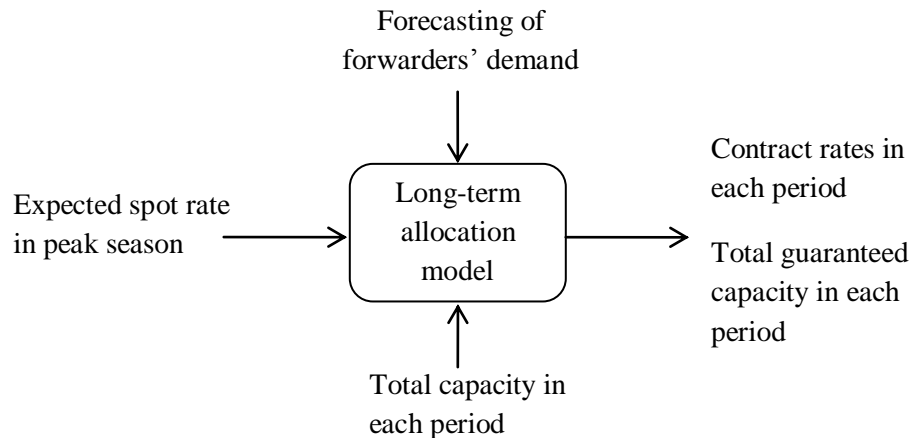 Forecasting of
forwarders’ demand
Expected spot rate
in peak season
Long-term
allocation
model
Contract rates in
each period
Total guaranteed
capacity in each
period
Total capacity in
each period